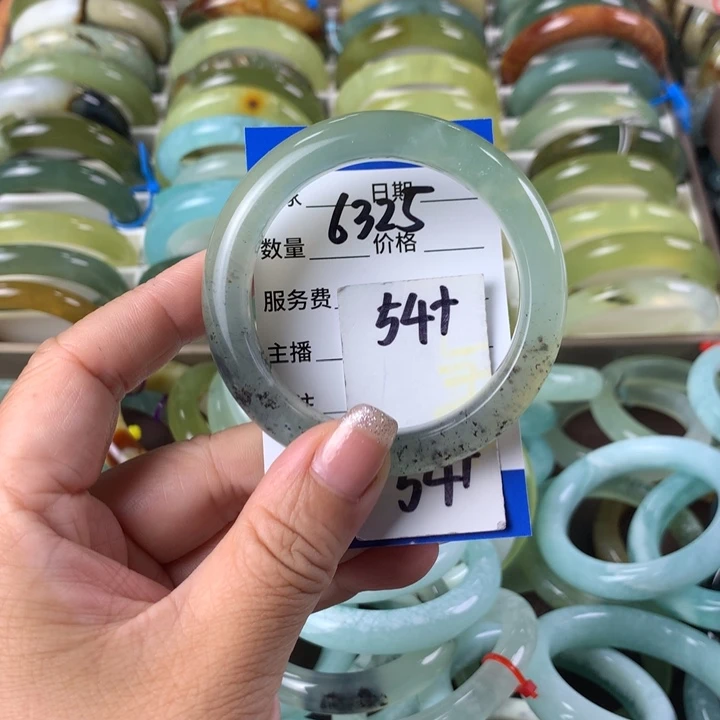 日期
6325
数量 价格
服务费
54+
主播
54+